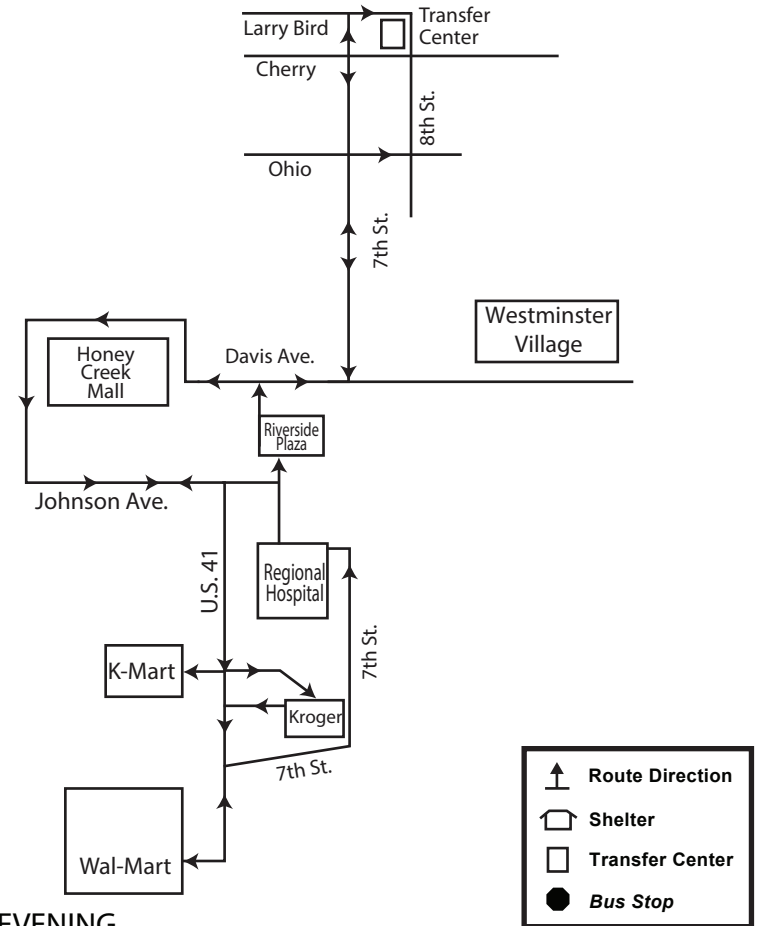 Larry Bird
Transfer
Center
Cherry
8th St.
Ohio
7th St.
Westminster
Village
Honey
Creek
Mall
Davis Ave.
Riverside
Plaza
Johnson Ave.
U.S. 41
Regional
Hospital
7th St.
K-Mart
Kroger
7th St.
Wal-Mart
Route Direction
Shelter
Transfer Center
Bus Stop
EVENING